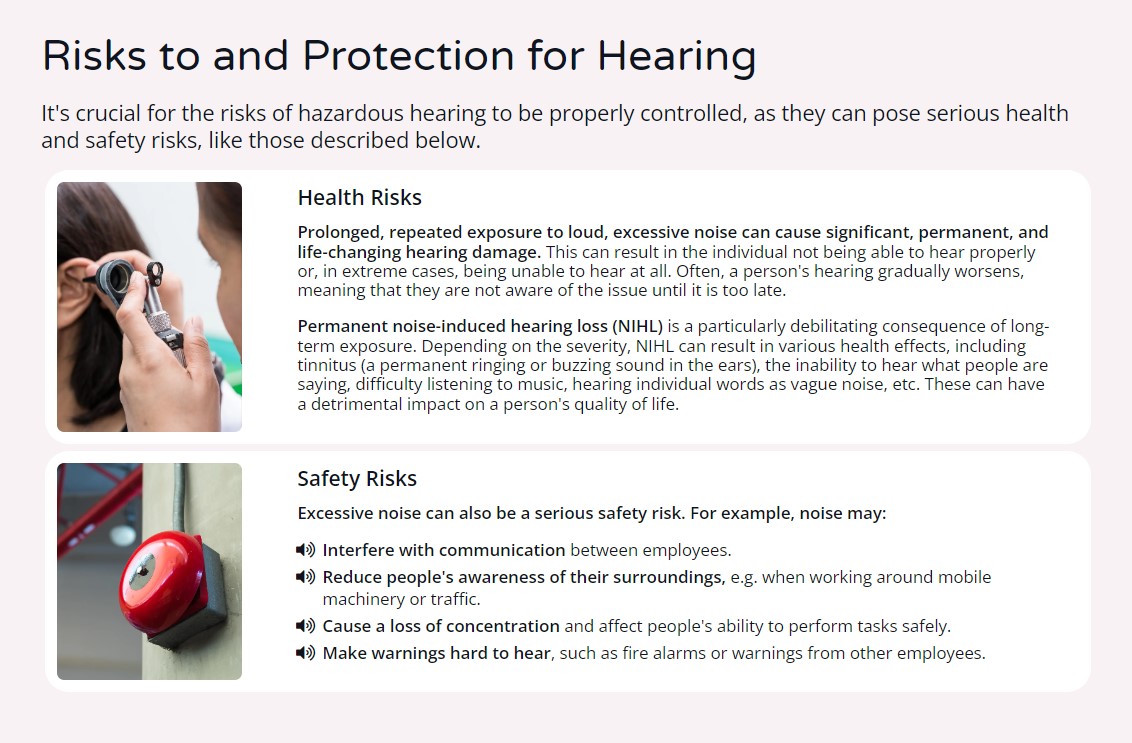 Risks to and Protection for Hearing
It's crucial for the risks of hazardous hearing to be properly controlled, as they can pose serious health
and safety risks, like those described below.
Health Risks
Prolonged, repeated exposure to loud, excessive noise can cause significant, permanent, and
life-changing hearing damage. This can result in the individual not being able to hear properly
or, in extreme cases, being unable to hear at all. Often, a person's hearing gradually worsens,
meaning that they are not aware of the issue until it is too late.
Permanent noise-induced hearing loss (NIHL) is a particularly debilitating consequence of long-
term exposure. Depending on the severity, NIHL can result in various health effects, including
tinnitus (a permanent ringing or buzzing sound in the ears), the inability to hear what people are
saying, difficulty listening to music, hearing individual words as vague noise, etc. These can have
a detrimental impact on a person's quality of life.
Safety Risks
Excessive noise can also be a serious safety risk. For example, noise may:
Interfere with communication between employees.
Reduce people's awareness of their surroundings, e.g. when working around mobile
machinery or traffic.
Cause a loss of concentration and affect people's ability to perform tasks safely.
Make warnings hard to hear, such as fire alarms or warnings from other employees.